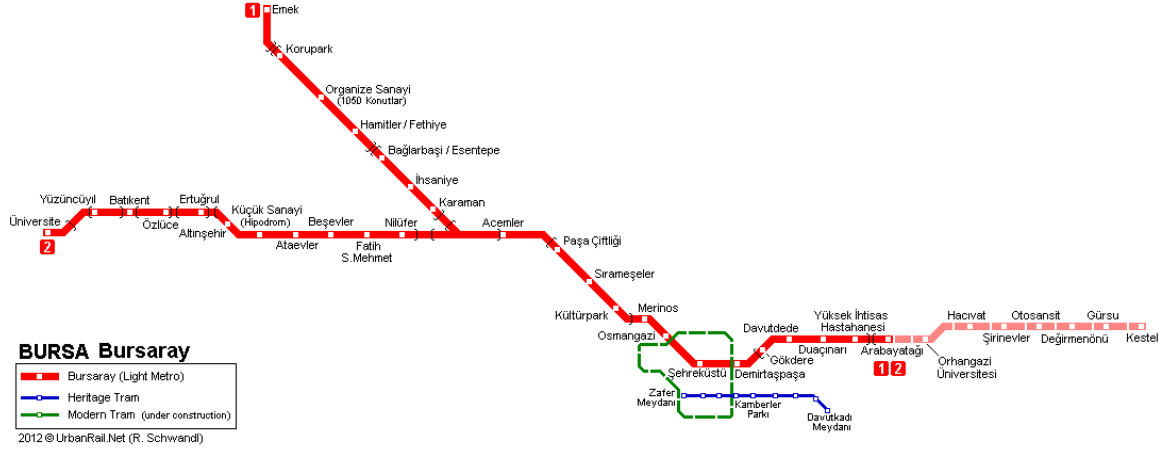 1 Emek
Korupark
Organize Sanayi
(1050 Konutlar)
Hamitler / Fethiye
Bağlarbaşi / Esentepe
İhsaniye
Karaman
Yüzüncüyıl
Batıkent
Ertuğrul
Üniversite
2
Özlüce
Altınşehir
Küçük Sanayi
(Hipodrom)
Ataevler
Beşevler
Fatih
S.Mehmet
Nilüfer
Acemler
Paşa Çiftliği
Sırameşeler
Kültürpark
Merinos
Osmangazi
Şehreküstü
Demirtaşpaşa
Davutdede
Gökdere
Duaçınarı
Yüksek İhtisas
Hastahanesi
Arabayatağı
1 2
Orhangazi
Üniversitesi
Hacıvat
Şirinevler
Otosansit
Değirmenönü
Gürsu
Kestel
Zafer
Meydanı
Kamberler
Parkı
Davutkadı
Meydanı
BURSA Bursaray
Bursaray (Light Metro)
Heritage Tram
Modern Tram (under construction)
2012 © UrbanRail.Net (R. Schwandl)